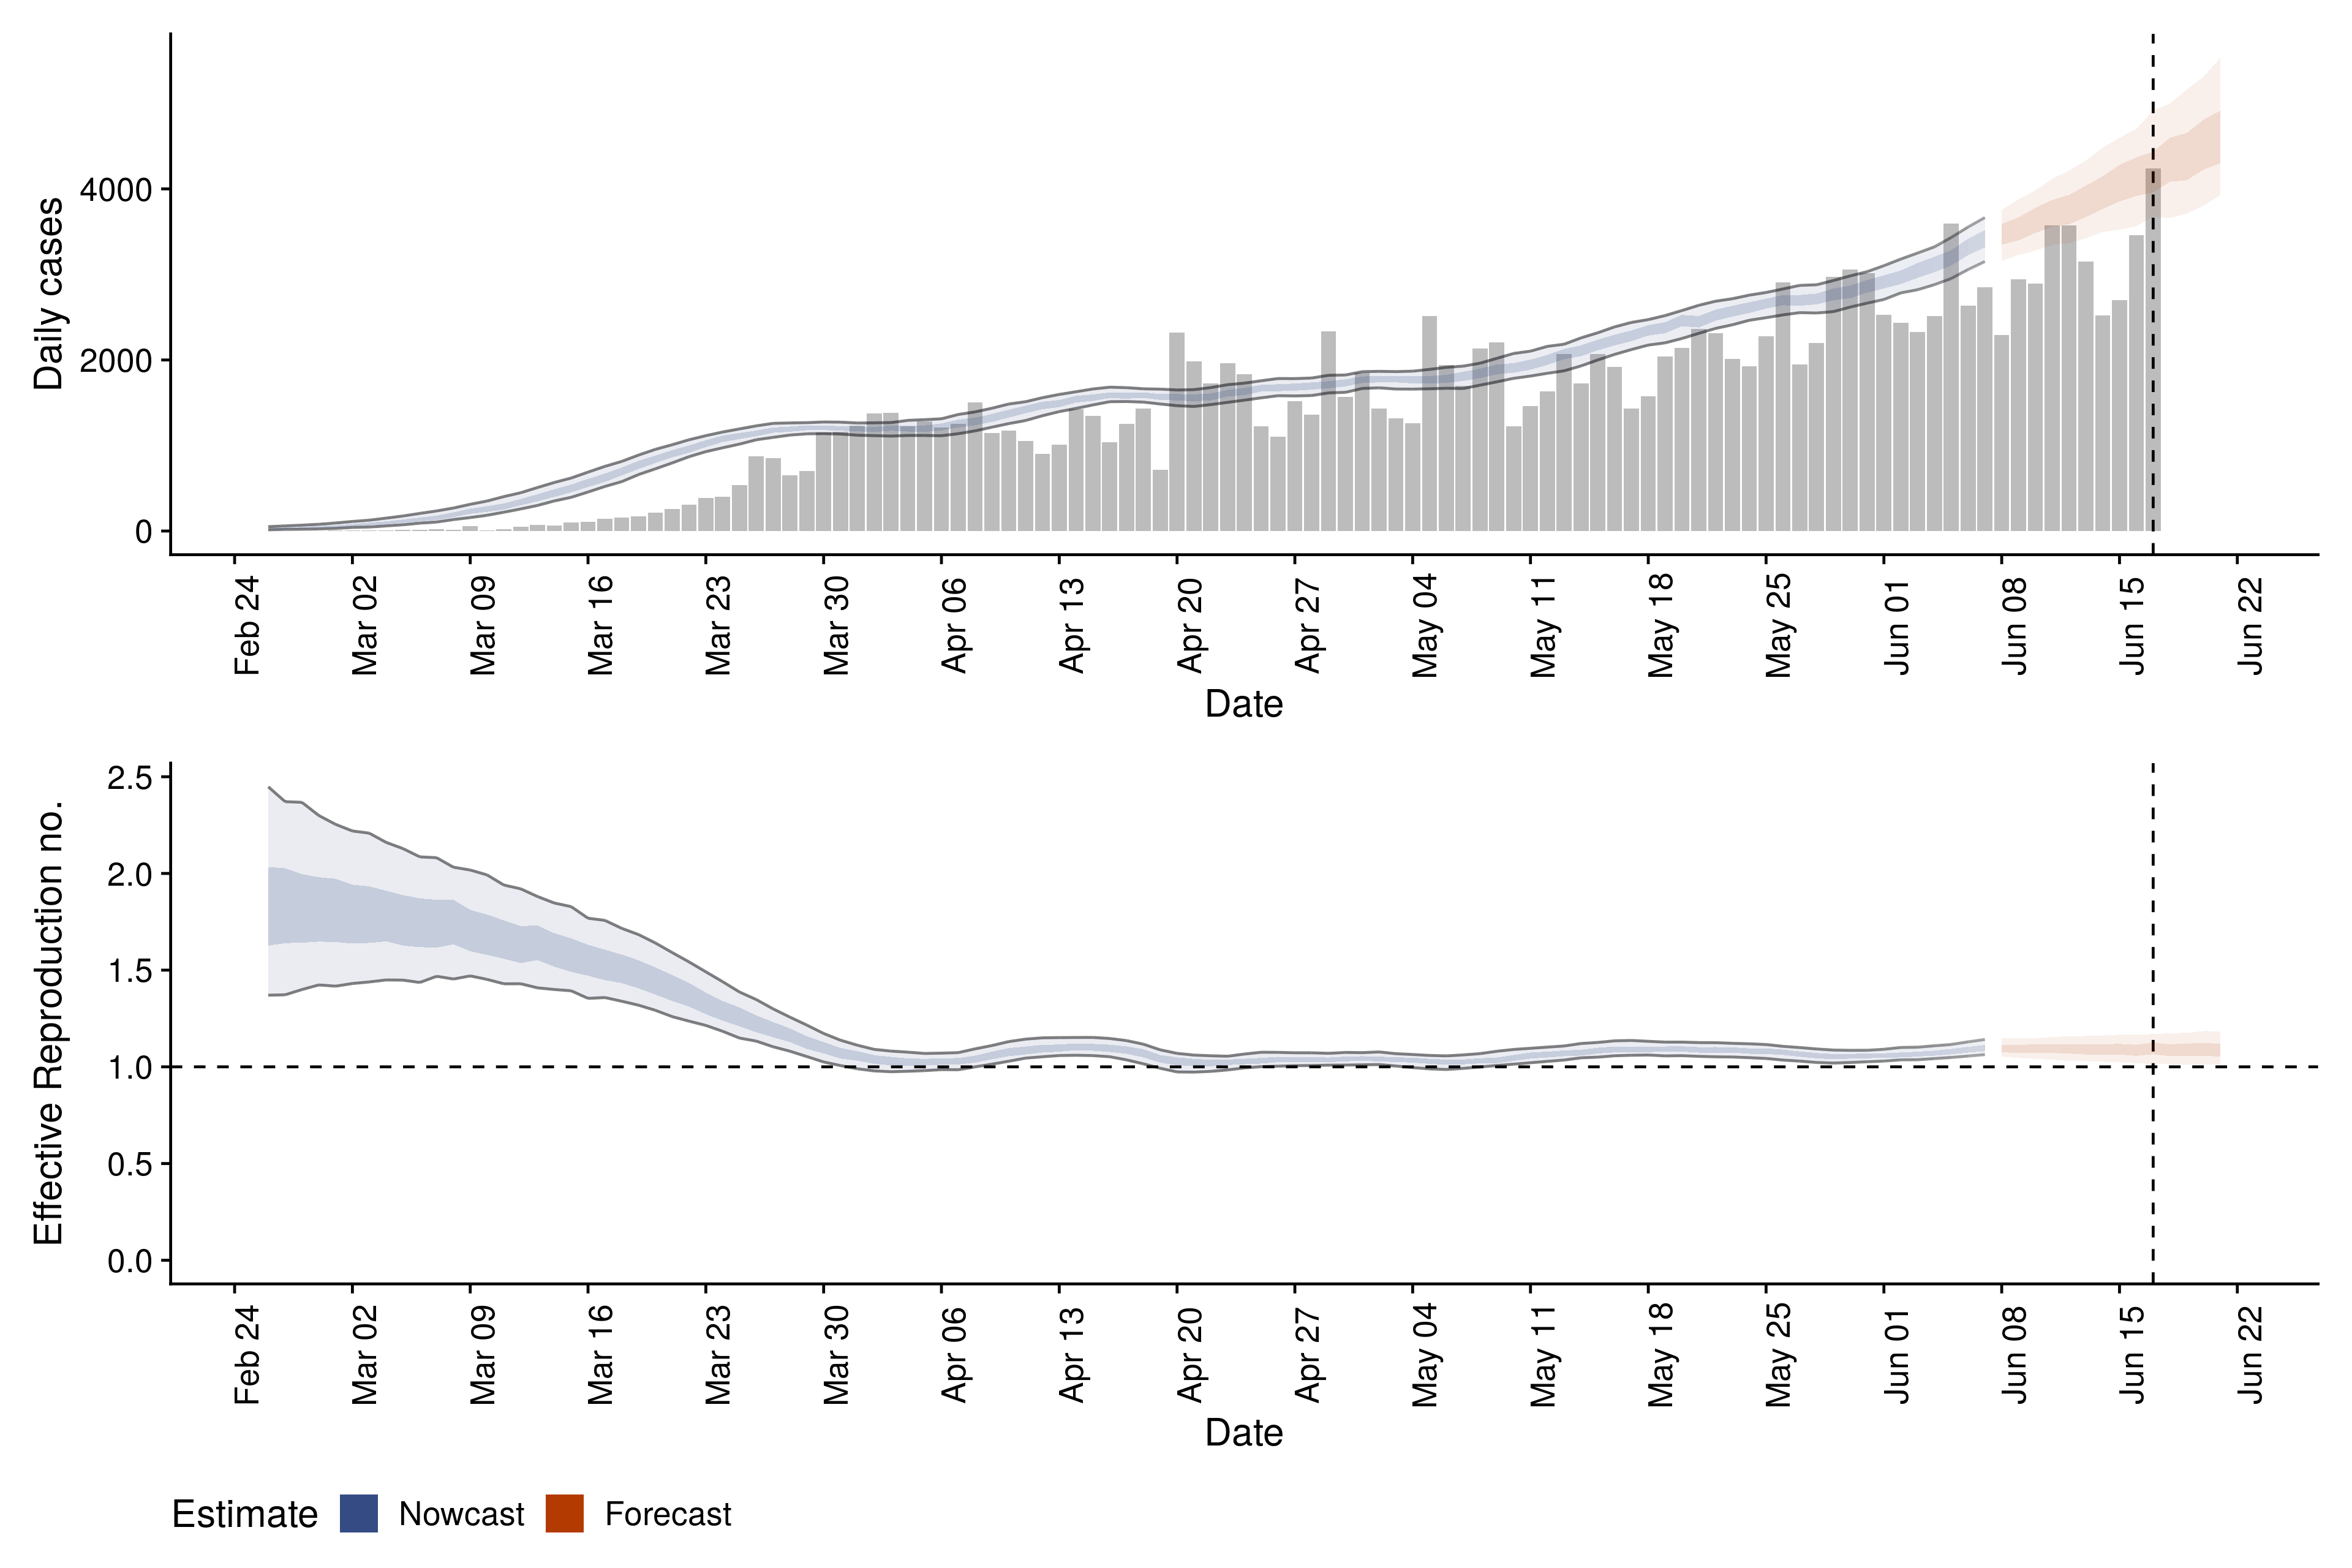 Daily cases
4000
2000
0
Feb 24
Mar 02
Mar 09
Mar 16
Mar 23
Mar 30
Apr 06
Apr 13
Apr 20
Apr 27
May 04
May 11
May 18
May 25
Jun 01
Jun 08
Jun 15
Jun 22
Date
Effective Reproduction no.
2.5
2.0
1.5
1.0
0.5
0.0
Feb 24
Mar 02
Mar 09
Mar 16
Mar 23
Mar 30
Apr 06
Apr 13
Apr 20
Apr 27
May 04
May 11
May 18
May 25
Jun 01
Jun 08
Jun 15
Jun 22
Date
Estimate Nowcast Forecast